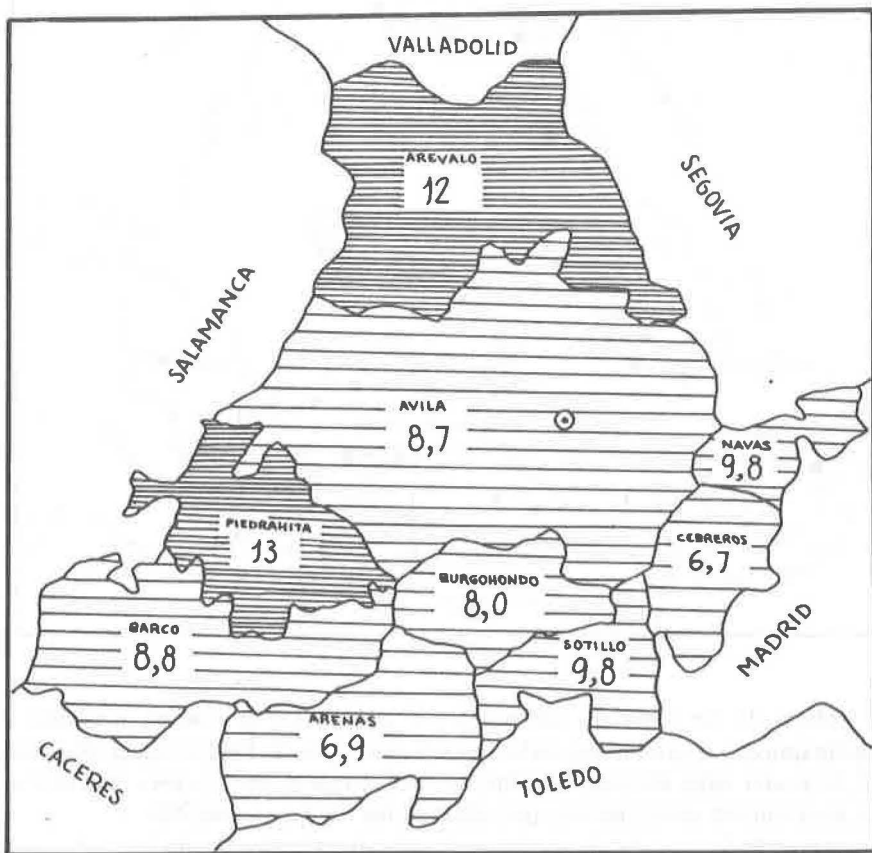 VALLADOLID
SEGOVIA
AREVALO
12
SALAMANCA
AVILA
8,7
NAVAS
9,8
PIEDRAHITA
13
CEBREROS
6,7
BURGOHONDO
8,0
BARCO
8,8
SOTILLO
9,8
MADRID
ARENAS
6,9
CACERES
TOLEDO